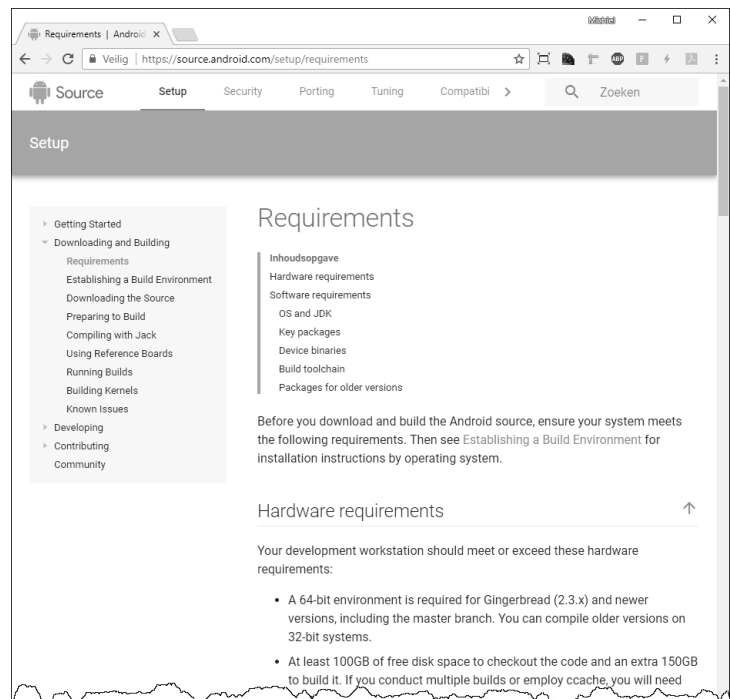 Michiel
Requirements | Android
Veilig | https://source.android.com/setup/requirements
ABP
F
Source
Setup
Security
Porting
Tuning
Compatibi
Zoeken
Setup
Getting Started
Downloading and Building
Requirements
Establishing a Build Environment
Downloading the Source
Preparing to Build
Compiling with Jack
Using Reference Boards
Running Builds
Building Kernels
Known Issues
Developing
Contributing
Community
Requirements
Inhoudsopgave
Hardware requirements
Software requirements
OS and JDK
Key packages
Device binaries
Build toolchain
Packages for older versions
Before you download and build the Android source, ensure your system meets
the following requirements. Then see Establishing a Build Environment for
installation instructions by operating system.
Hardware requirements
Your development workstation should meet or exceed these hardware
requirements:
• A 64-bit environment is required for Gingerbread (2.3.x) and newer
versions, including the master branch. You can compile older versions on
32-bit systems.
• At least 100GB of free disk space to checkout the code and an extra 150GB
to build it. If you conduct multiple builds or employ ccache, you will need